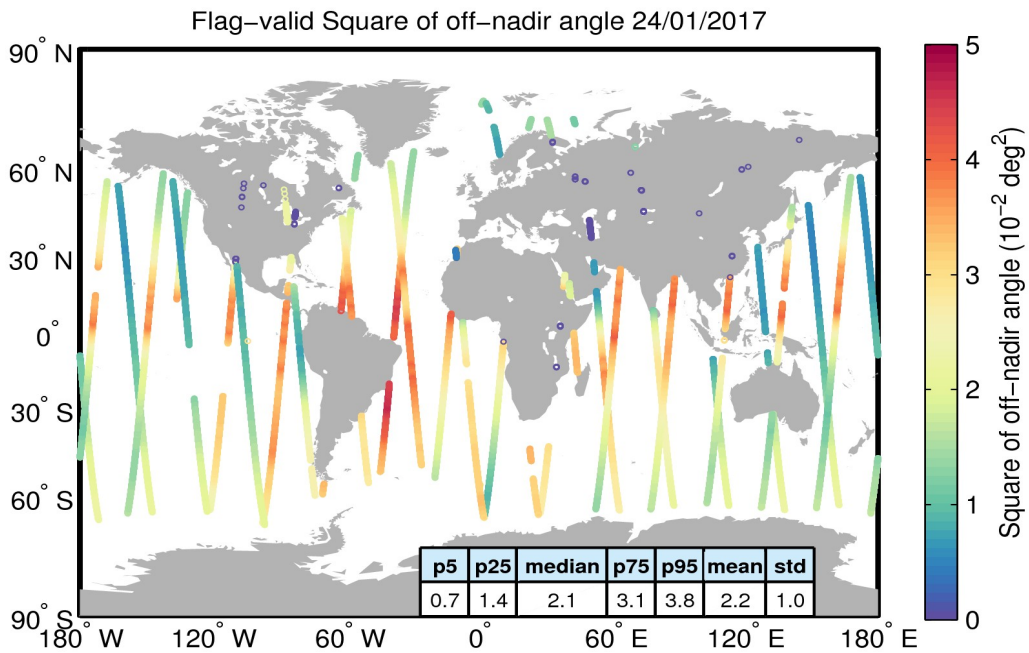 Flag−valid Square of off−nadir angle 24/01/2017
90° N
60° N
30° N
0°
30° S
60° S
90° S
180° W
120° W
60° W
0°
60° E
120° E
180° E
p5 p25 median p75 p95 mean std
0.7 1.4 2.1 3.1 3.8 2.2 1.0
5
4
3
2
1
0
Square of off−nadir angle (10⁻² deg²)